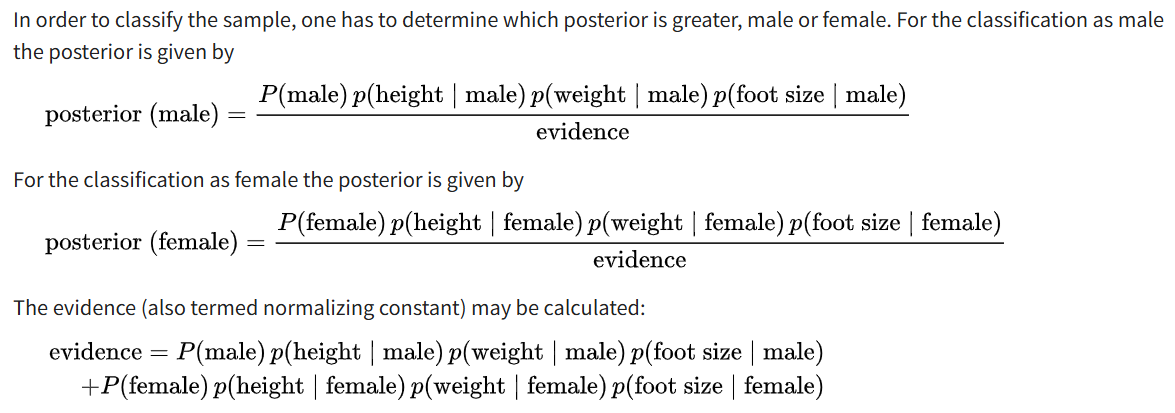 In order to classify the sample, one has to determine which posterior is greater, male or female. For the classification as male
the posterior is given by
posterior (male) = P(male) p(height | male) p(weight | male) p(foot size | male) / evidence
For the classification as female the posterior is given by
posterior (female) = P(female) p(height | female) p(weight | female) p(foot size | female) / evidence
The evidence (also termed normalizing constant) may be calculated:
evidence = P(male) p(height | male) p(weight | male) p(foot size | male)
+P(female) p(height | female) p(weight | female) p(foot size | female)